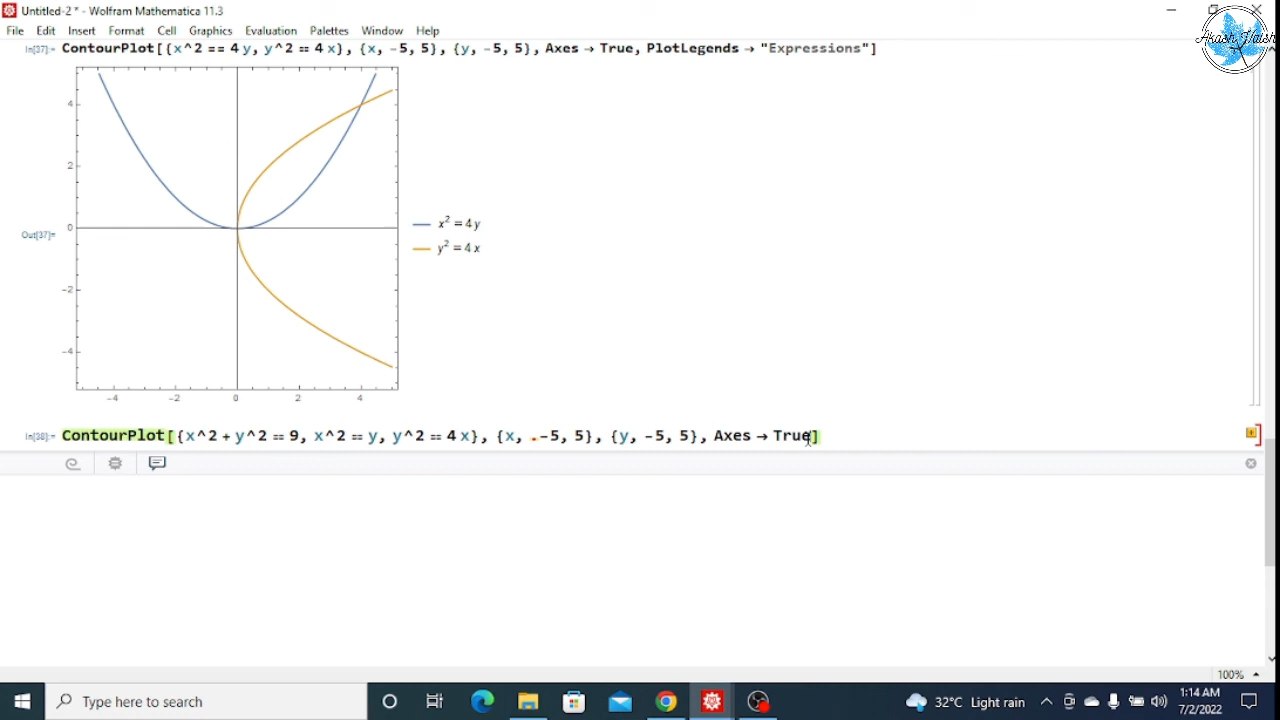 Untitled-2 * - Wolfram Mathematica 11.3
File Edit Insert Format Cell Graphics Evaluation Palettes Window Help
In[37]:= ContourPlot[{x^2 == 4 y, y^2 == 4 x}, {x, -5, 5}, {y, -5, 5}, Axes → True, PlotLegends → "Expressions"]
4
2
0
-2
-4
-4 -2 0 2 4
Out[37]=
x² = 4 y
y² = 4 x
In[38]:= ContourPlot[{x^2 + y^2 == 9, x^2 == y, y^2 == 4 x}, {x, .-5, 5}, {y, -5, 5}, Axes → True]
100%
Type here to search
32°C Light rain
1:14 AM
7/2/2022